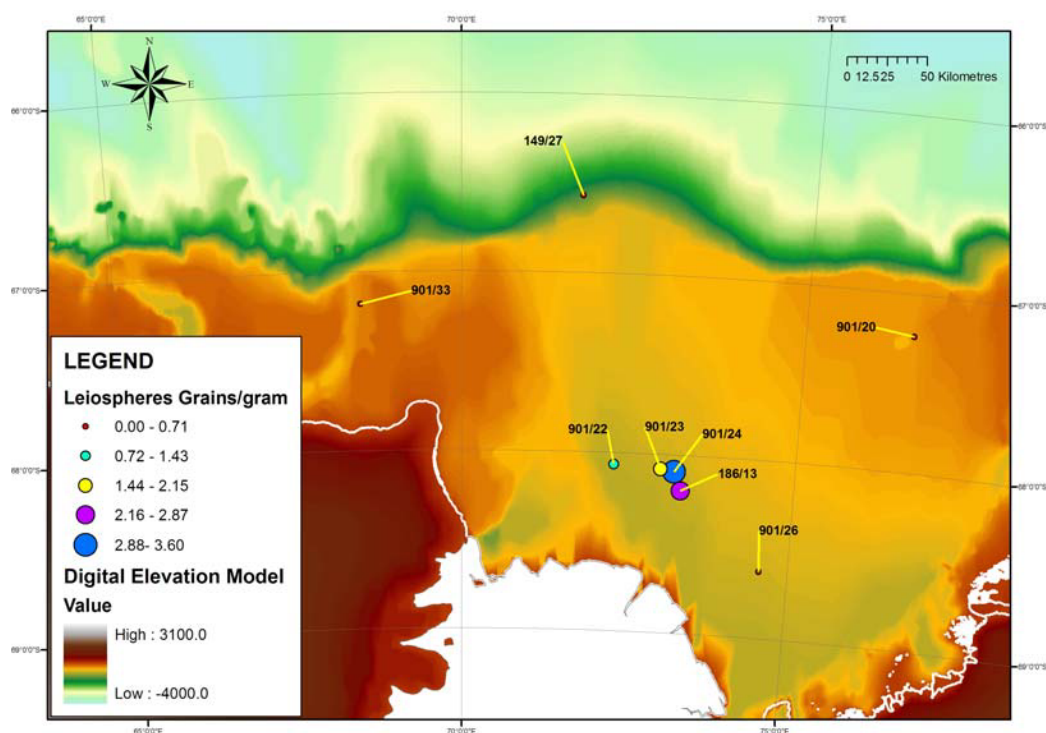 65°0'0"E
70°0'0"E
75°0'0"E
N
W E
S
0 12.525 50 Kilometres
66°0'0"S
66°0'0"S
149/27
67°0'0"S
67°0'0"S
901/33
901/20
LEGEND
Leiospheres Grains/gram
0.00 - 0.71
0.72 - 1.43
1.44 - 2.15
2.16 - 2.87
2.88- 3.60
Digital Elevation Model
Value
High : 3100.0
Low : -4000.0
901/22
901/23
901/24
186/13
68°0'0"S
68°0'0"S
901/26
69°0'0"S
69°0'0"S
65°0'0"E
70°0'0"E
75°0'0"E